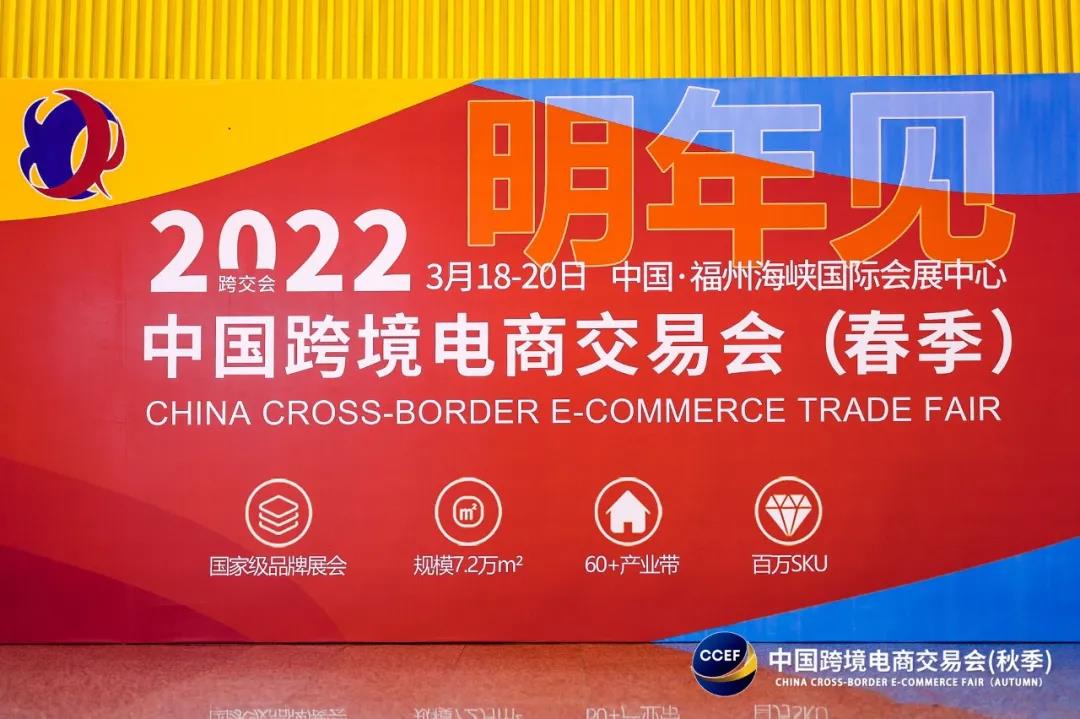 明年见
2022
跨交会
3月18-20日 中国·福州海峡国际会展中心
中国跨境电商交易会（春季）
CHINA CROSS-BORDER E-COMMERCE TRADE FAIR
m²
国家级品牌展会 规模7.2万m² 60+产业带 百万SKU
CCEF 中国跨境电商交易会(秋季)
CHINA CROSS-BORDER E-COMMERCE FAIR（AUTUMN）